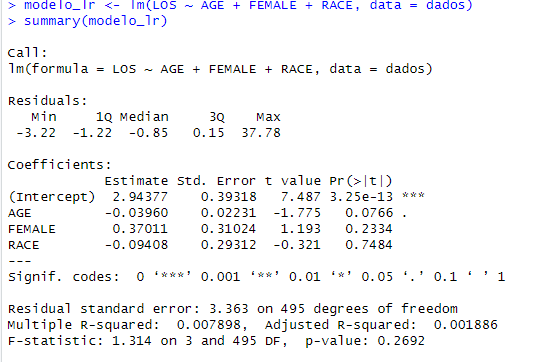 > modelo_lr <- lm(LOS ~ AGE + FEMALE + RACE, data = dados)
> summary(modelo_lr)
Call:
lm(formula = LOS ~ AGE + FEMALE + RACE, data = dados)
Residuals:
   Min     1Q Median     3Q    Max
 -3.22  -1.22  -0.85   0.15  37.78
Coefficients:
            Estimate Std. Error t value Pr(>|t|)
(Intercept)  2.94377    0.39318   7.487 3.25e-13 ***
AGE         -0.03960    0.02231  -1.775   0.0766 .
FEMALE       0.37011    0.31024   1.193   0.2334
RACE        -0.09408    0.29312  -0.321   0.7484
---
Signif. codes:  0 ‘***’ 0.001 ‘**’ 0.01 ‘*’ 0.05 ‘.’ 0.1 ‘ ’ 1
Residual standard error: 3.363 on 495 degrees of freedom
Multiple R-squared:  0.007898,	Adjusted R-squared:  0.001886
F-statistic: 1.314 on 3 and 495 DF,  p-value: 0.2692